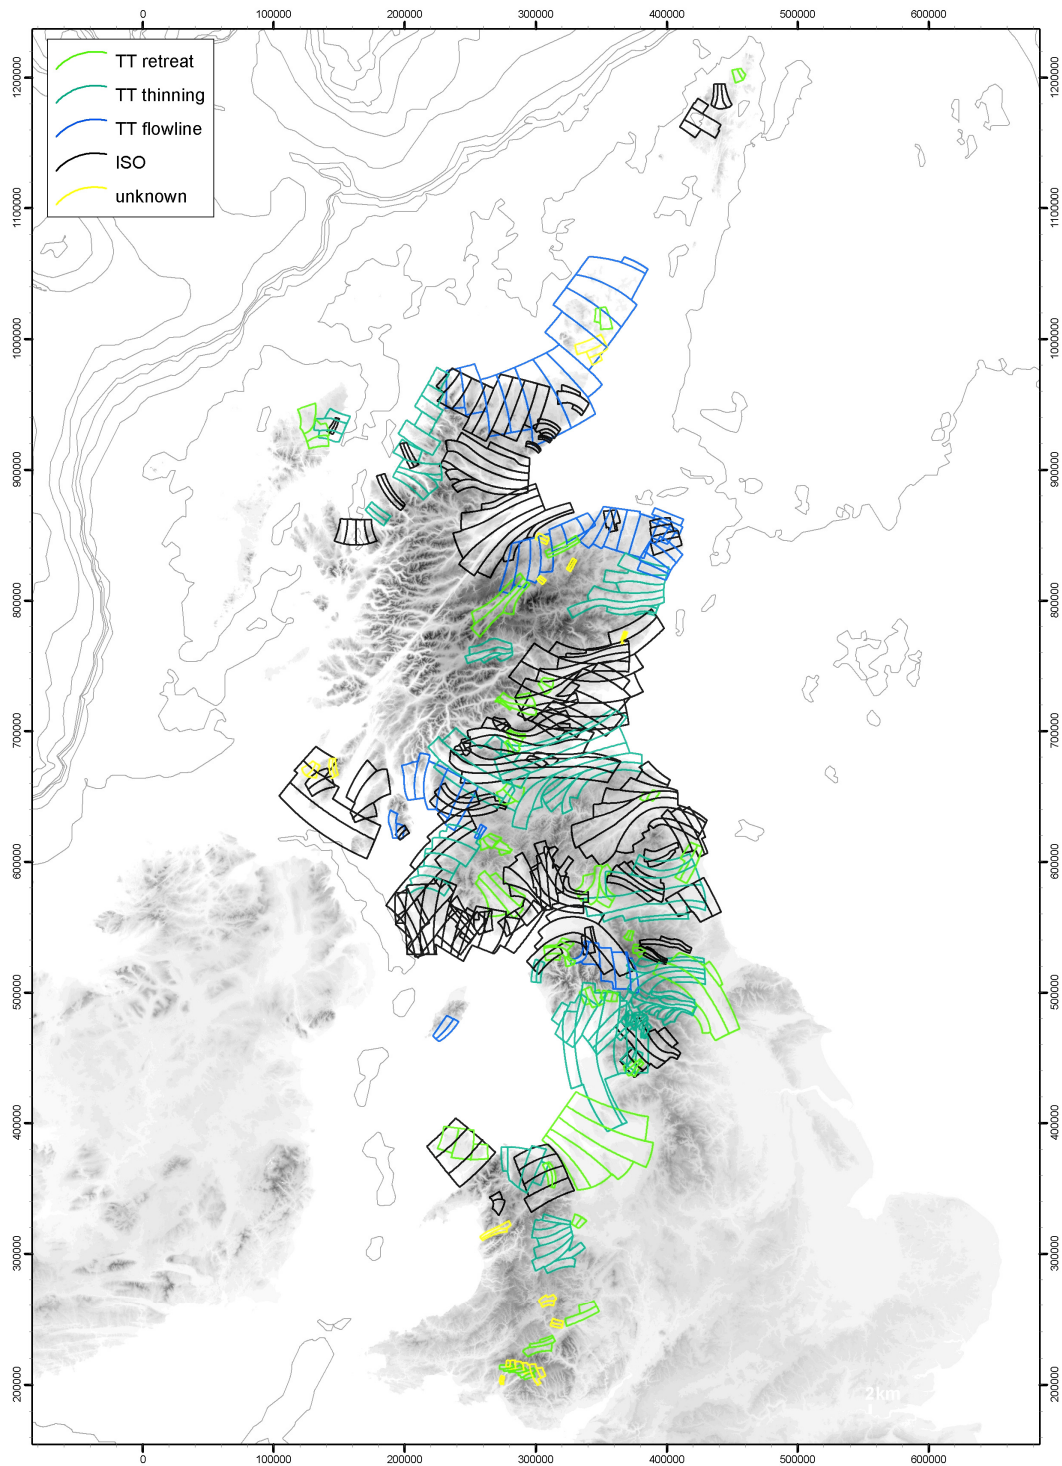 0 100000 200000 300000 400000 500000 600000
TT retreat
TT thinning
TT flowline
ISO
unknown
1200000 1200000
1100000 1100000
1000000 1000000
900000 900000
800000 800000
700000 700000
600000 600000
500000 500000
400000 400000
300000 300000
200000 200000
2km
0 100000 200000 300000 400000 500000 600000